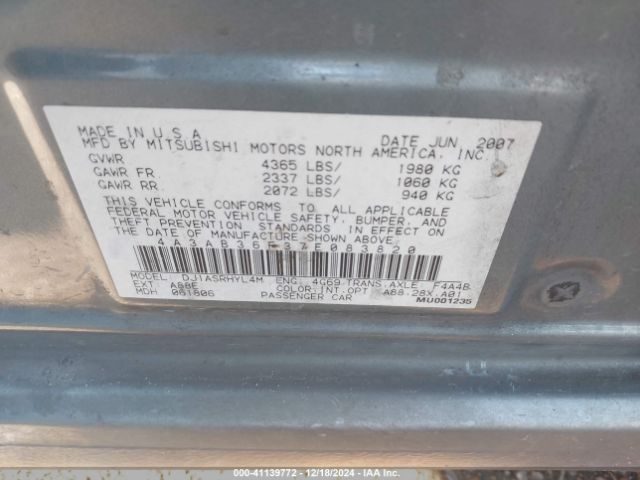 MADE IN U.S.A DATE JUN 2007
MFD BY MITSUBISHI MOTORS NORTH AMERICA, INC.
GVWR 4365 LBS/ 1980 KG
GAWR FR. 2337 LBS/ 1060 KG
GAWR RR. 2072 LBS/ 940 KG
THIS VEHICLE CONFORMS TO ALL APPLICABLE
FEDERAL MOTOR VEHICLE SAFETY, BUMPER, AND
THEFT PREVENTION STANDARDS IN EFFECT ON
THE DATE OF MANUFACTURE SHOWN ABOVE.
4A3AB36F37E083820
MODEL: DJ1ASRHYL4M ENG. 4G69 TRANS.AXLE F4A4B
EXT. A88E COLOR.INT.OPT A88.28X.A01
MDH 061806 PASSENGER CAR MU001235
000-41139772 - 12/18/2024 - IAA Inc.